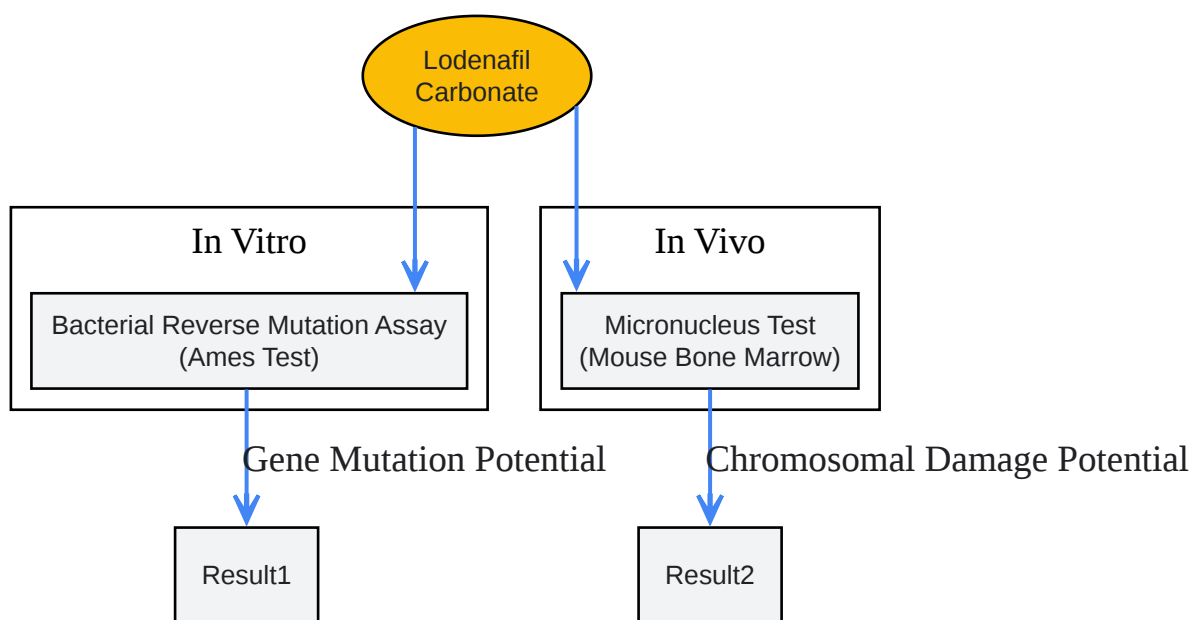 Lodenafil
Carbonate
In Vitro
In Vivo
Bacterial Reverse Mutation Assay
(Ames Test)
Micronucleus Test
(Mouse Bone Marrow)
Gene Mutation Potential
Chromosomal Damage Potential
Result1
Result2